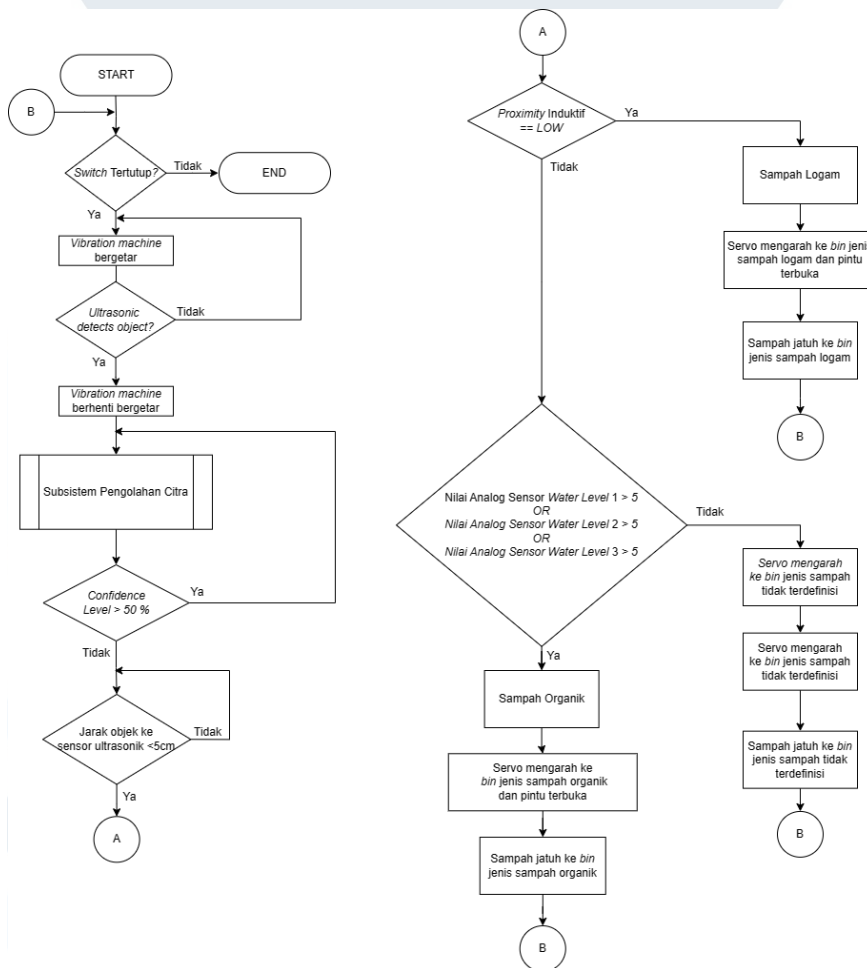 START
B
Switch Tertutup?
Tidak
END
Ya
Vibration machine
bergetar
Ultrasonic
detects object?
Tidak
Ya
Vibration machine
berhenti bergetar
Subsistem Pengolahan Citra
Confidence
Level > 50 %
Ya
Tidak
Jarak objek ke
sensor ultrasonik <5cm
Tidak
Ya
A
A
Proximity Induktif
== LOW
Ya
Tidak
Sampah Logam
Servo mengarah ke bin jenis
sampah logam dan pintu
terbuka
Sampah jatuh ke bin
jenis sampah logam
B
Nilai Analog Sensor Water Level 1 > 5
OR
Nilai Analog Sensor Water Level 2 > 5
OR
Nilai Analog Sensor Water Level 3 > 5
Tidak
Servo mengarah
ke bin jenis sampah
tidak terdefinisi
Servo mengarah
ke bin jenis sampah
tidak terdefinisi
Sampah jatuh ke bin
jenis sampah tidak
terdefinisi
B
Ya
Sampah Organik
Servo mengarah ke
bin jenis sampah organik
dan pintu terbuka
Sampah jatuh ke bin
jenis sampah organik
B